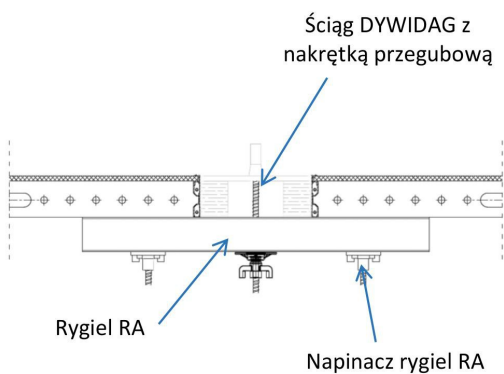 Ściąg DYWIDAG z
nakrętką przegubową
Rygiel RA
Napinacz rygiel RA